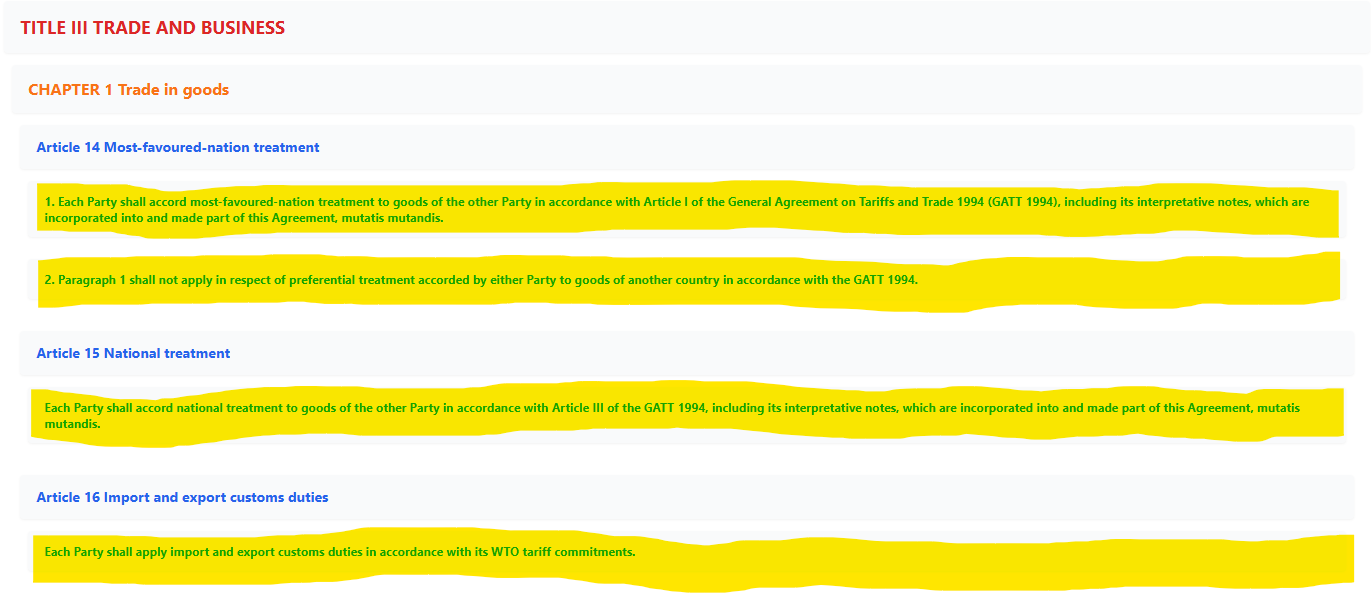 TITLE III TRADE AND BUSINESS
CHAPTER 1 Trade in goods
Article 14 Most-favoured-nation treatment
1. Each Party shall accord most-favoured-nation treatment to goods of the other Party in accordance with Article I of the General Agreement on Tariffs and Trade 1994 (GATT 1994), including its interpretative notes, which are
incorporated into and made part of this Agreement, mutatis mutandis.
2. Paragraph 1 shall not apply in respect of preferential treatment accorded by either Party to goods of another country in accordance with the GATT 1994.
Article 15 National treatment
Each Party shall accord national treatment to goods of the other Party in accordance with Article III of the GATT 1994, including its interpretative notes, which are incorporated into and made part of this Agreement, mutatis
mutandis.
Article 16 Import and export customs duties
Each Party shall apply import and export customs duties in accordance with its WTO tariff commitments.